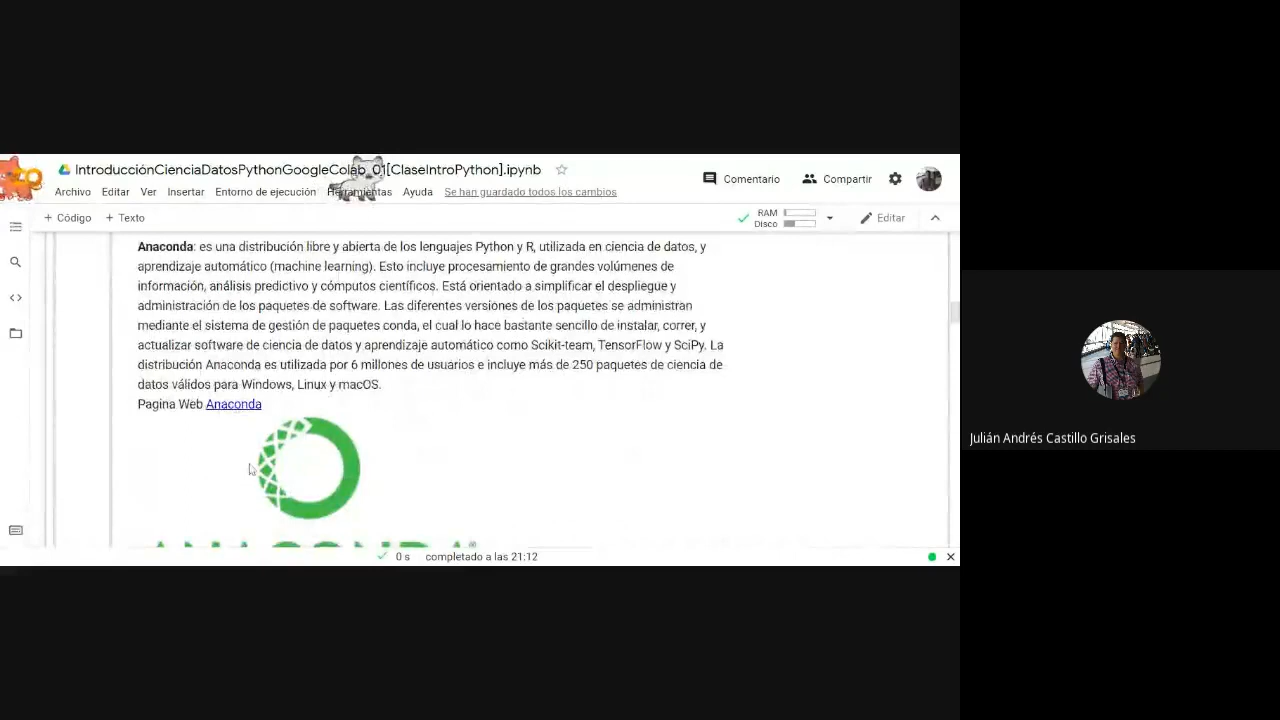 IntroducciónCienciaDatosPythonGoogleColab_01[ClaseIntroPython].ipynb
Archivo Editar Ver Insertar Entorno de ejecución Herramientas Ayuda Se han guardado todos los cambios
Comentario Compartir
+ Código + Texto
RAM
Disco
Editar
Anaconda: es una distribución libre y abierta de los lenguajes Python y R, utilizada en ciencia de datos, y
aprendizaje automático (machine learning). Esto incluye procesamiento de grandes volúmenes de
información, análisis predictivo y cómputos científicos. Está orientado a simplificar el despliegue y
administración de los paquetes de software. Las diferentes versiones de los paquetes se administran
mediante el sistema de gestión de paquetes conda, el cual lo hace bastante sencillo de instalar, correr, y
actualizar software de ciencia de datos y aprendizaje automático como Scikit-team, TensorFlow y SciPy. La
distribución Anaconda es utilizada por 6 millones de usuarios e incluye más de 250 paquetes de ciencia de
datos válidos para Windows, Linux y macOS.
Pagina Web Anaconda
ANACONDA®
0 s completado a las 21:12
Julián Andrés Castillo Grisales